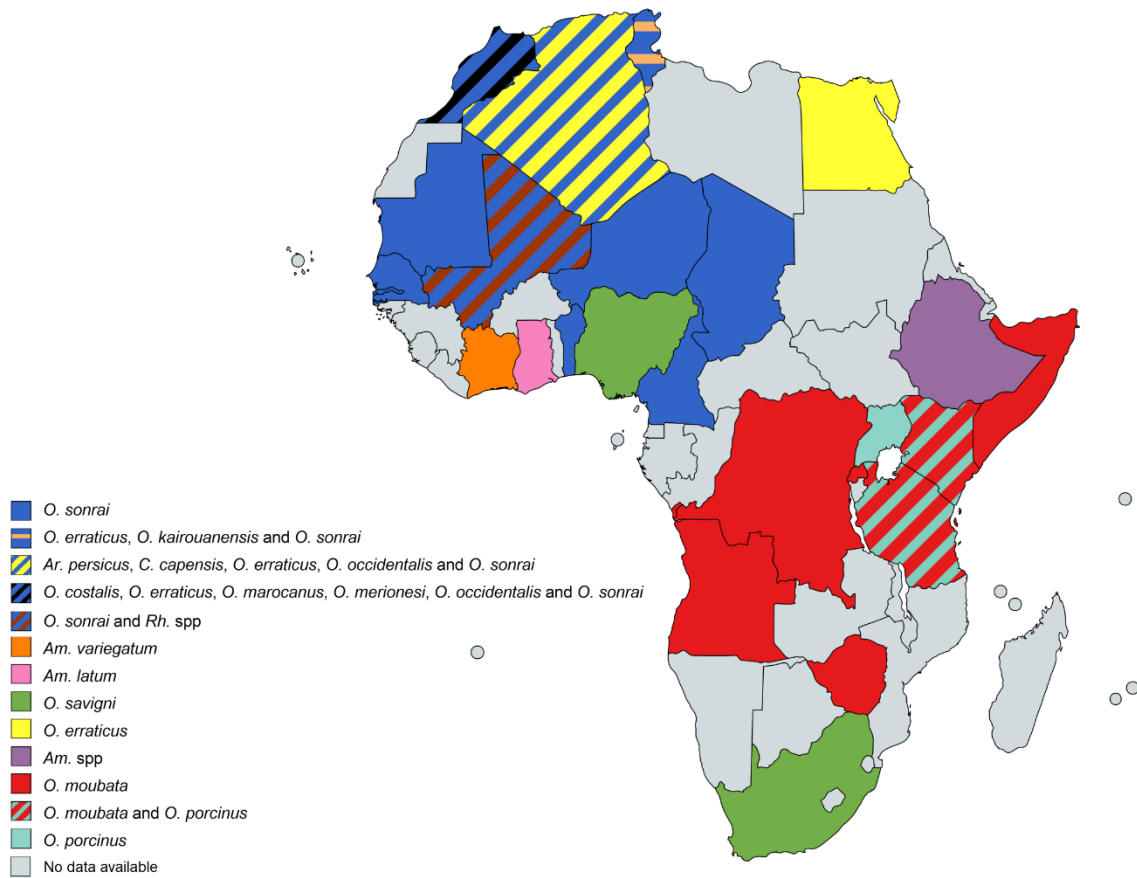 O. sonrai
O. erraticus, O. kairouanensis and O. sonrai
Ar. persicus, C. capensis, O. erraticus, O. occidentalis and O. sonrai
O. costalis, O. erraticus, O. marocanus, O. merionesi, O. occidentalis and O. sonrai
O. sonrai and Rh. spp
Am. variegatum
Am. latum
O. savigni
O. erraticus
Am. spp
O. moubata
O. moubata and O. porcinus
O. porcinus
No data available